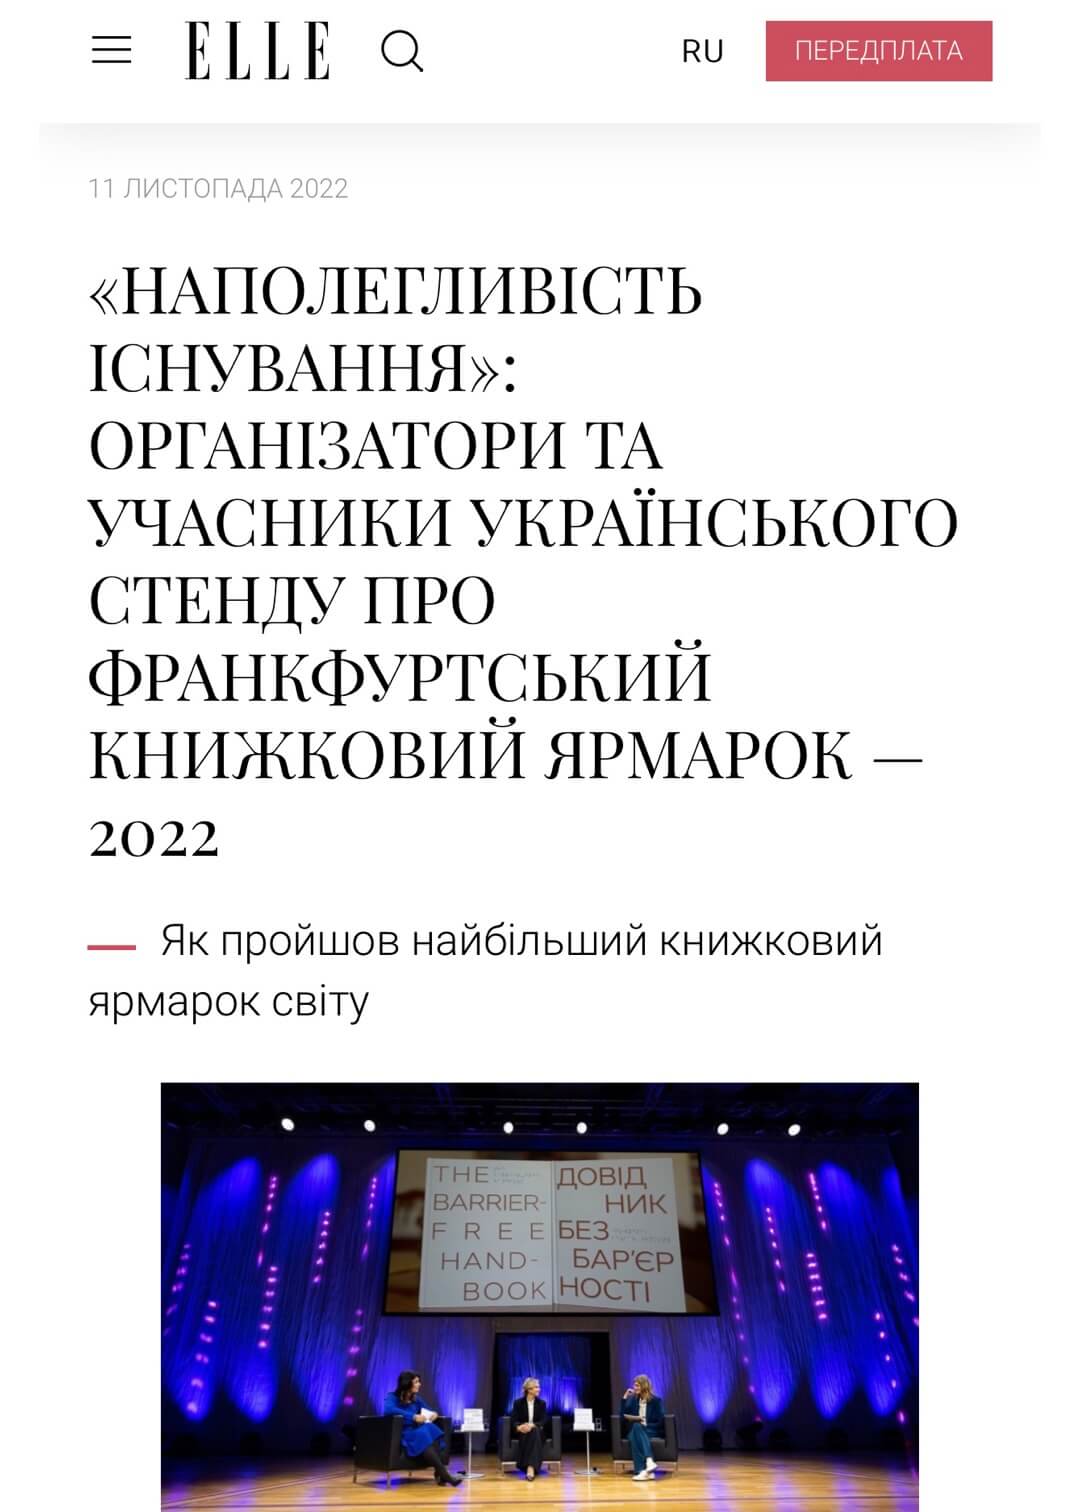 ELLE
RU
ПЕРЕДПЛАТА
11 ЛИСТОПАДА 2022
«НАПОЛЕГЛИВІСТЬ
ІСНУВАННЯ»:
ОРГАНІЗАТОРИ ТА
УЧАСНИКИ УКРАЇНСЬКОГО
СТЕНДУ ПРО
ФРАНКФУРТСЬКИЙ
КНИЖКОВИЙ ЯРМАРОК —
2022
Як пройшов найбільший книжковий
ярмарок світу
THE
BARRIER-
FREE
HAND-
BOOK
ДОВІД
НИК
БЕЗ
БАР'ЄР
НОСТІ